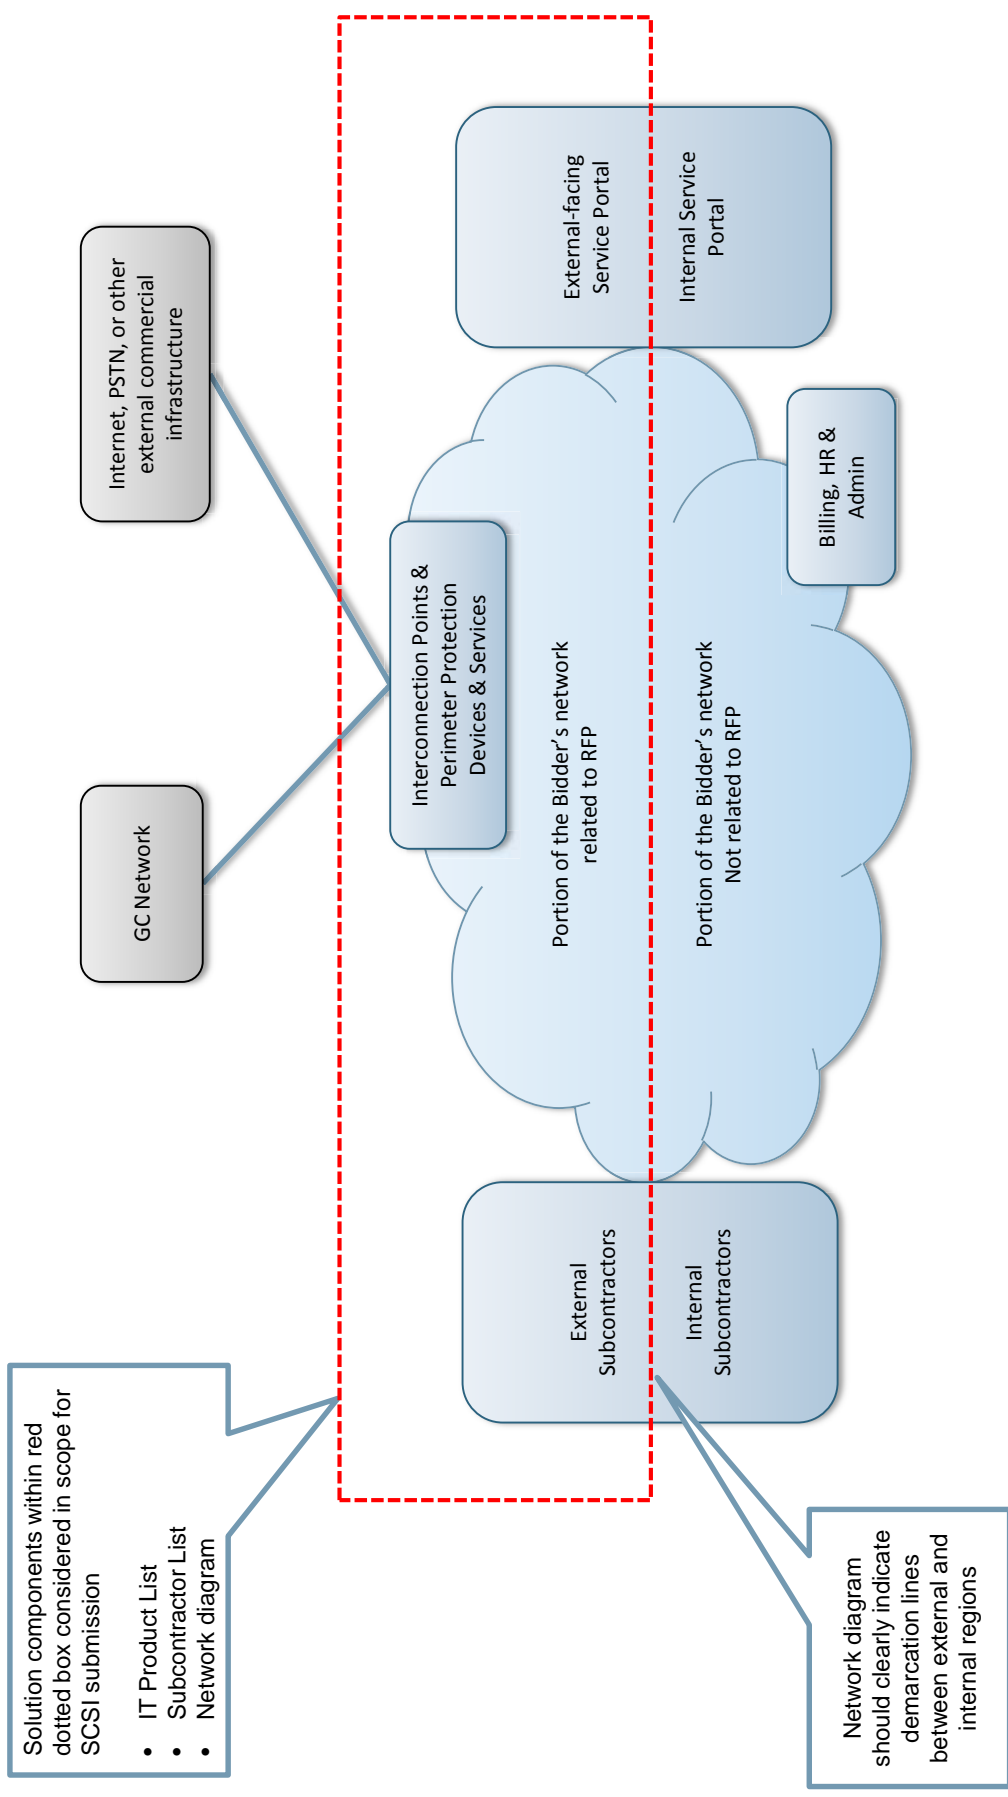 Solution components within red
dotted box considered in scope for
SCSI submission
• IT Product List
• Subcontractor List
• Network diagram
GC Network
Internet, PSTN, or other
external commercial
infrastructure
Interconnection Points &
Perimeter Protection
Devices & Services
External
Subcontractors
Internal
Subcontractors
Portion of the Bidder’s network
related to RFP
Portion of the Bidder’s network
Not related to RFP
External-facing
Service Portal
Internal Service
Portal
Billing, HR &
Admin
Network diagram
should clearly indicate
demarcation lines
between external and
internal regions